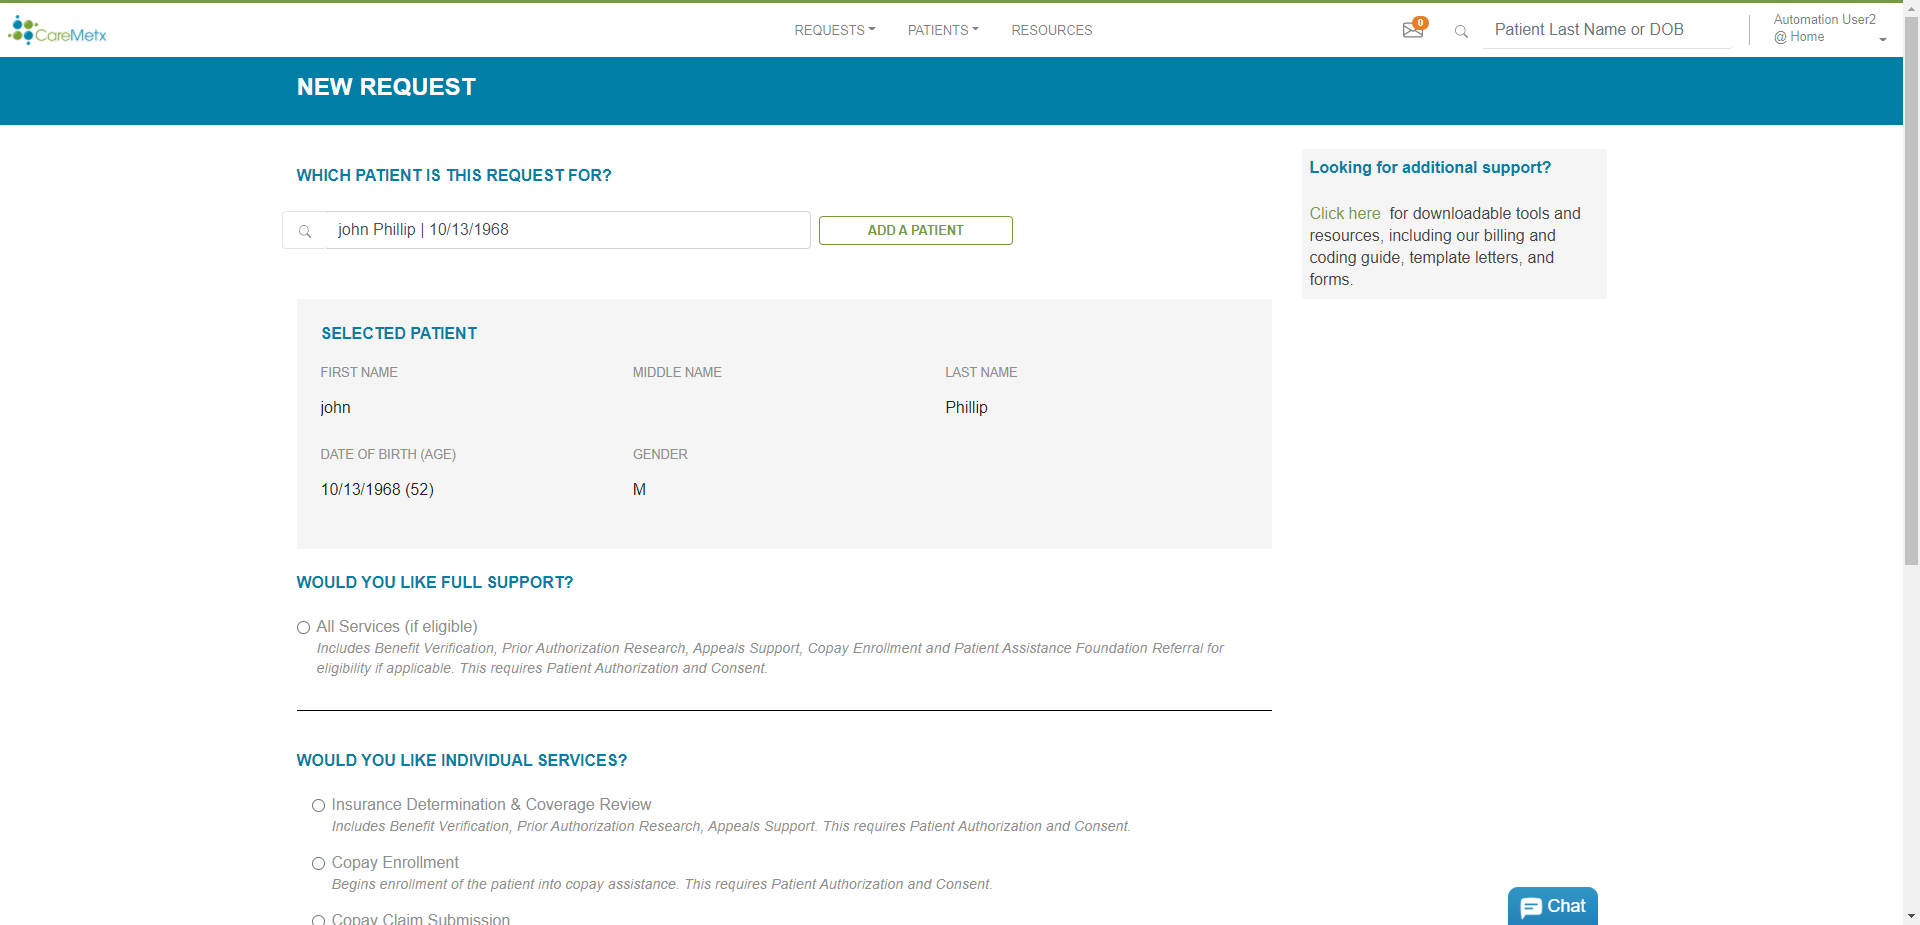 CareMetx
REQUESTS
PATIENTS
RESOURCES
0
Patient Last Name or DOB
Automation User2
@ Home
NEW REQUEST
WHICH PATIENT IS THIS REQUEST FOR?
john Phillip | 10/13/1968
ADD A PATIENT
Looking for additional support?
Click here for downloadable tools and
resources, including our billing and
coding guide, template letters, and
forms.
SELECTED PATIENT
FIRST NAME
MIDDLE NAME
LAST NAME
john
Phillip
DATE OF BIRTH (AGE)
GENDER
10/13/1968 (52)
M
WOULD YOU LIKE FULL SUPPORT?
All Services (if eligible)
Includes Benefit Verification, Prior Authorization Research, Appeals Support, Copay Enrollment and Patient Assistance Foundation Referral for
eligibility if applicable. This requires Patient Authorization and Consent.
WOULD YOU LIKE INDIVIDUAL SERVICES?
Insurance Determination & Coverage Review
Includes Benefit Verification, Prior Authorization Research, Appeals Support. This requires Patient Authorization and Consent.
Copay Enrollment
Begins enrollment of the patient into copay assistance. This requires Patient Authorization and Consent.
Copay Claim Submission
Chat